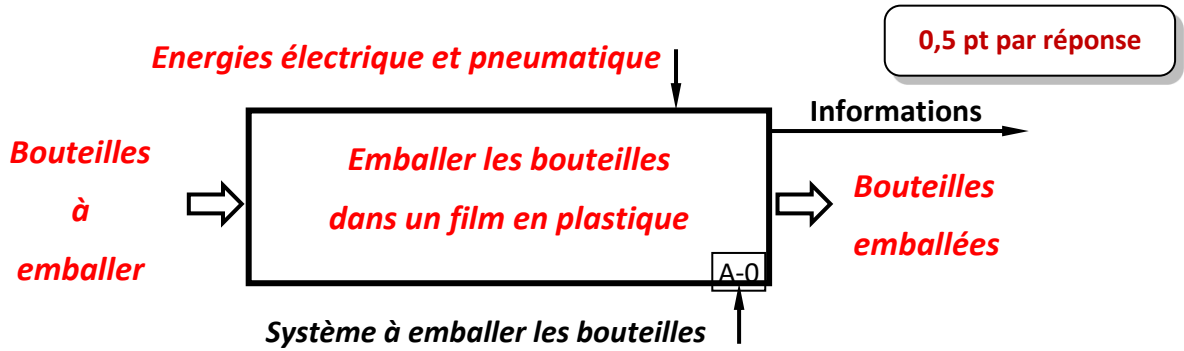 0,5 pt par réponse
Energies électrique et pneumatique
Informations
Bouteilles
à
emballer
Emballer les bouteilles
dans un film en plastique
Bouteilles
emballées
A-0
Système à emballer les bouteilles